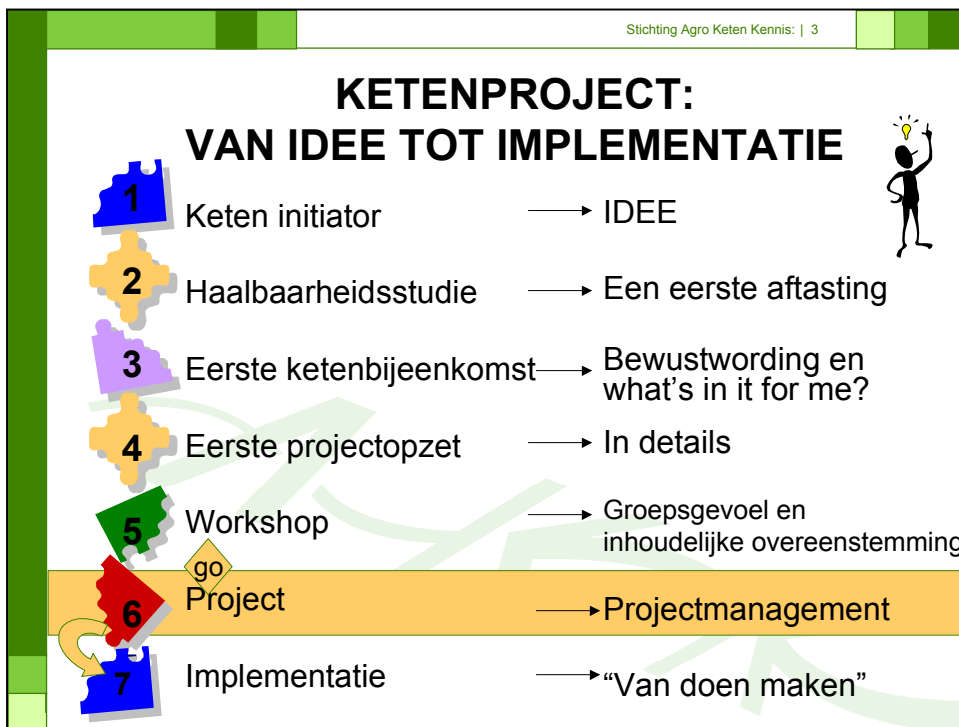 Stichting Agro Keten Kennis: | 3
KETENPROJECT:
VAN IDEE TOT IMPLEMENTATIE
1 Keten initiator IDEE
2 Haalbaarheidsstudie Een eerste aftasting
3 Eerste ketenbijeenkomst Bewustwording en
what's in it for me?
4 Eerste projectopzet In details
5 Workshop Groepsgevoel en
inhoudelijke overeenstemming
go
6 Project Projectmanagement
7 Implementatie “Van doen maken”